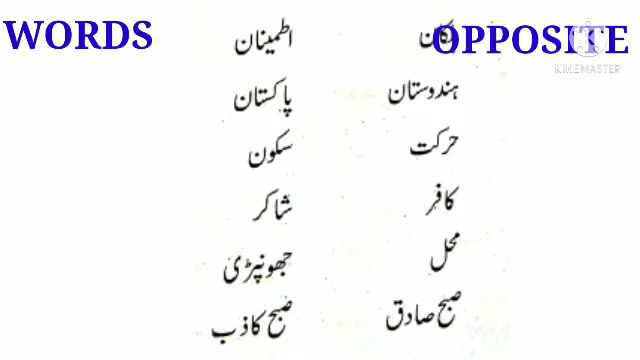 WORDS OPPOSITE
KINEMASTER
اطمینان
ہندوستان پاکستان
حرکت سکون
کافر شاکر
محل جھونپڑی
صبح صادق صبح کاذب